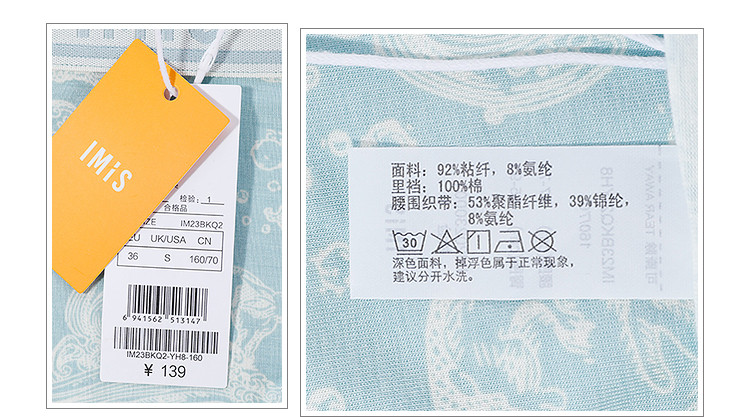 IMiS
检验: 1
合格品
IM23BKQ2
UK/USA CN
36 S 160/70
6 941562 513147
IM23BKQ2-YH8-160
¥ 139
面料: 92%粘纤, 8%氨纶
里裆: 100%棉
腰围织带: 53%聚酯纤维, 39%锦纶,
8%氨纶
30
深色面料, 掉浮色属于正常现象,
建议分开水洗。